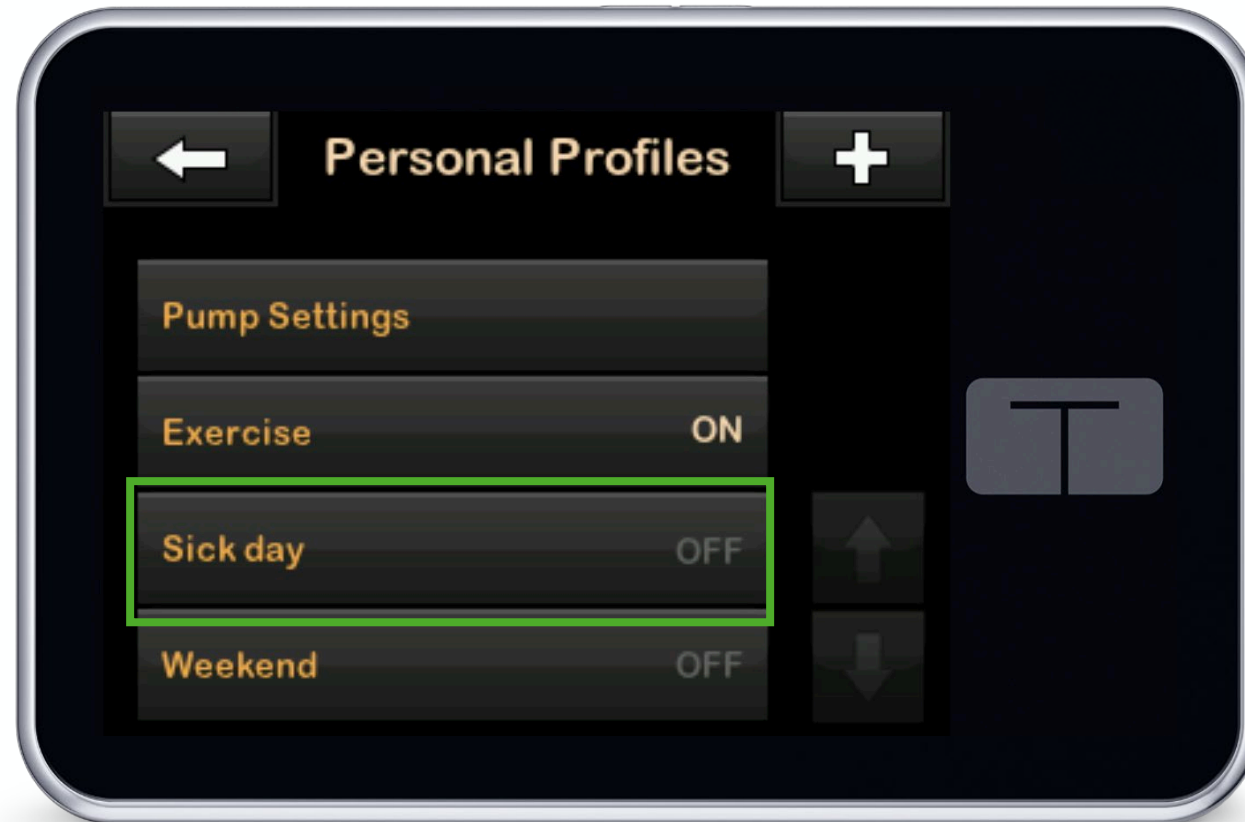 Personal Profiles
Pump Settings
Exercise ON
Sick day OFF
Weekend OFF